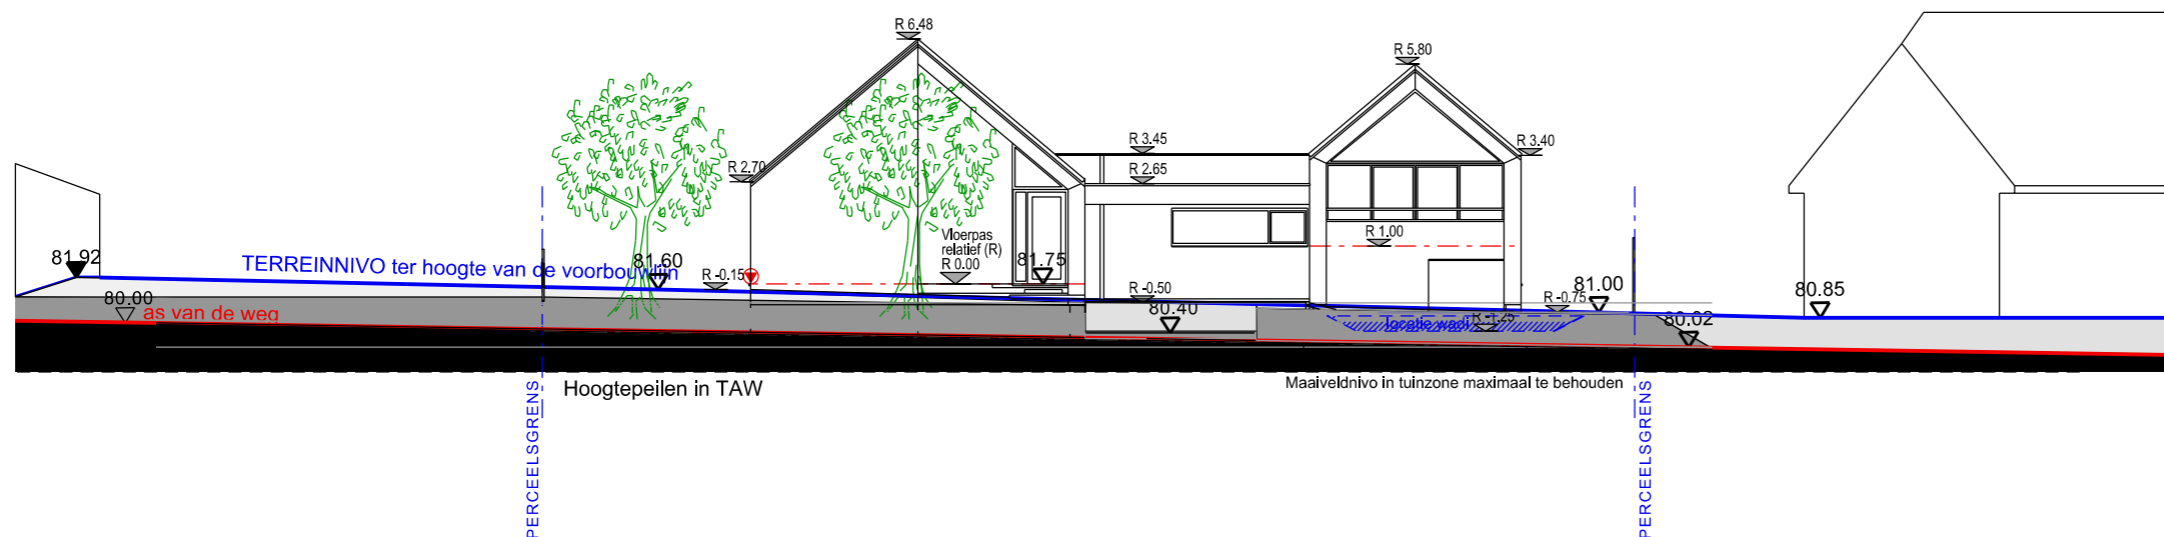 R 6.48
R 5.80
R 3.45
R 3.40
R 2.70
R 2.65
Vloerpas
relatief (R)
R 0.00
R 1.00
81.92
TERREINNIVO ter hoogte van de voorbouwlijn
81.60
R -0.15
81.75
R -0.50
81.00
R -0.75
80.85
80.00
as van de weg
80.40
locatie wadi
R -1.25
80.02
Hoogtepeilen in TAW
Maaiveldnivo in tuinzone maximaal te behouden
PERCEELSGRENS
PERCEELSGRENS